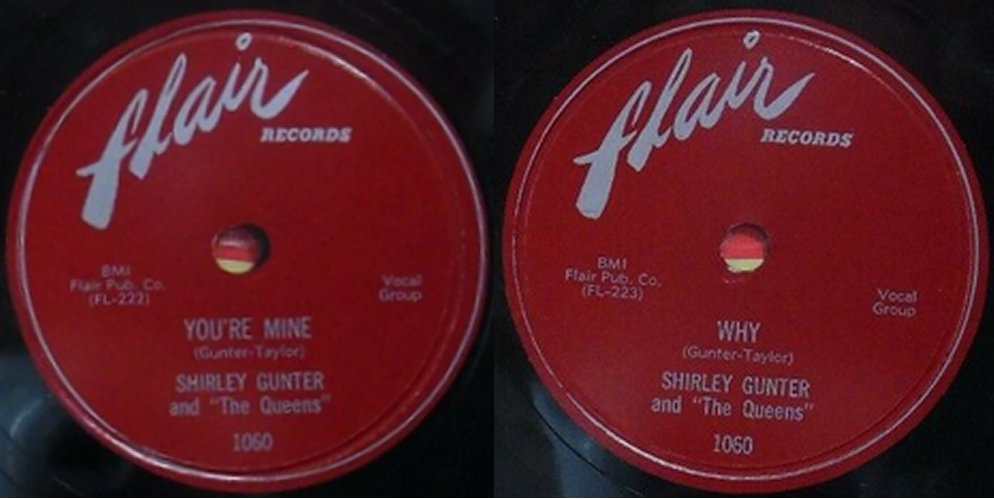 flair
RECORDS
BMI
Flair Pub. Co.
(FL-222)
Vocal
Group
YOU'RE MINE
(Gunter-Taylor)
SHIRLEY GUNTER
and "The Queens"
1060
flair
RECORDS
BMI
Flair Pub. Co.
(FL-223)
Vocal
Group
WHY
(Gunter-Taylor)
SHIRLEY GUNTER
and "The Queens"
1060